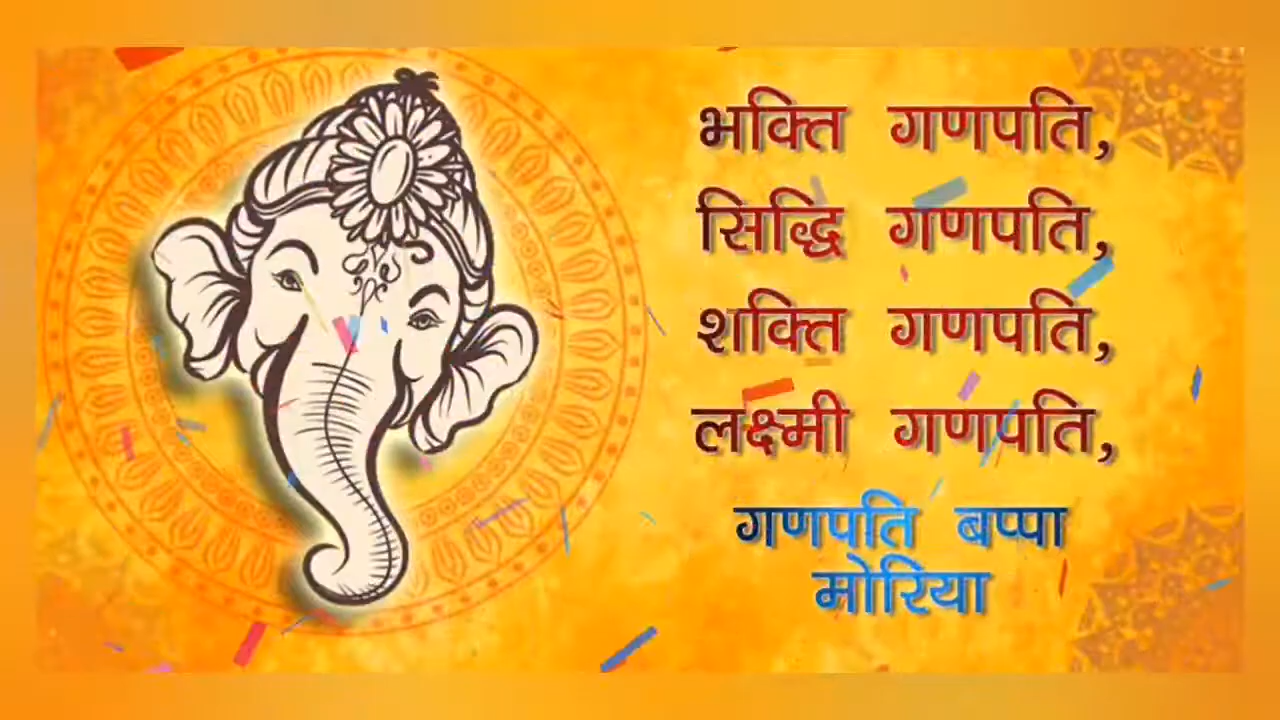 भक्ति गणपति,
सिद्धि गणपति,
शक्ति गणपति,
लक्ष्मी गणपति,
गणपति बप्पा
मोरिया